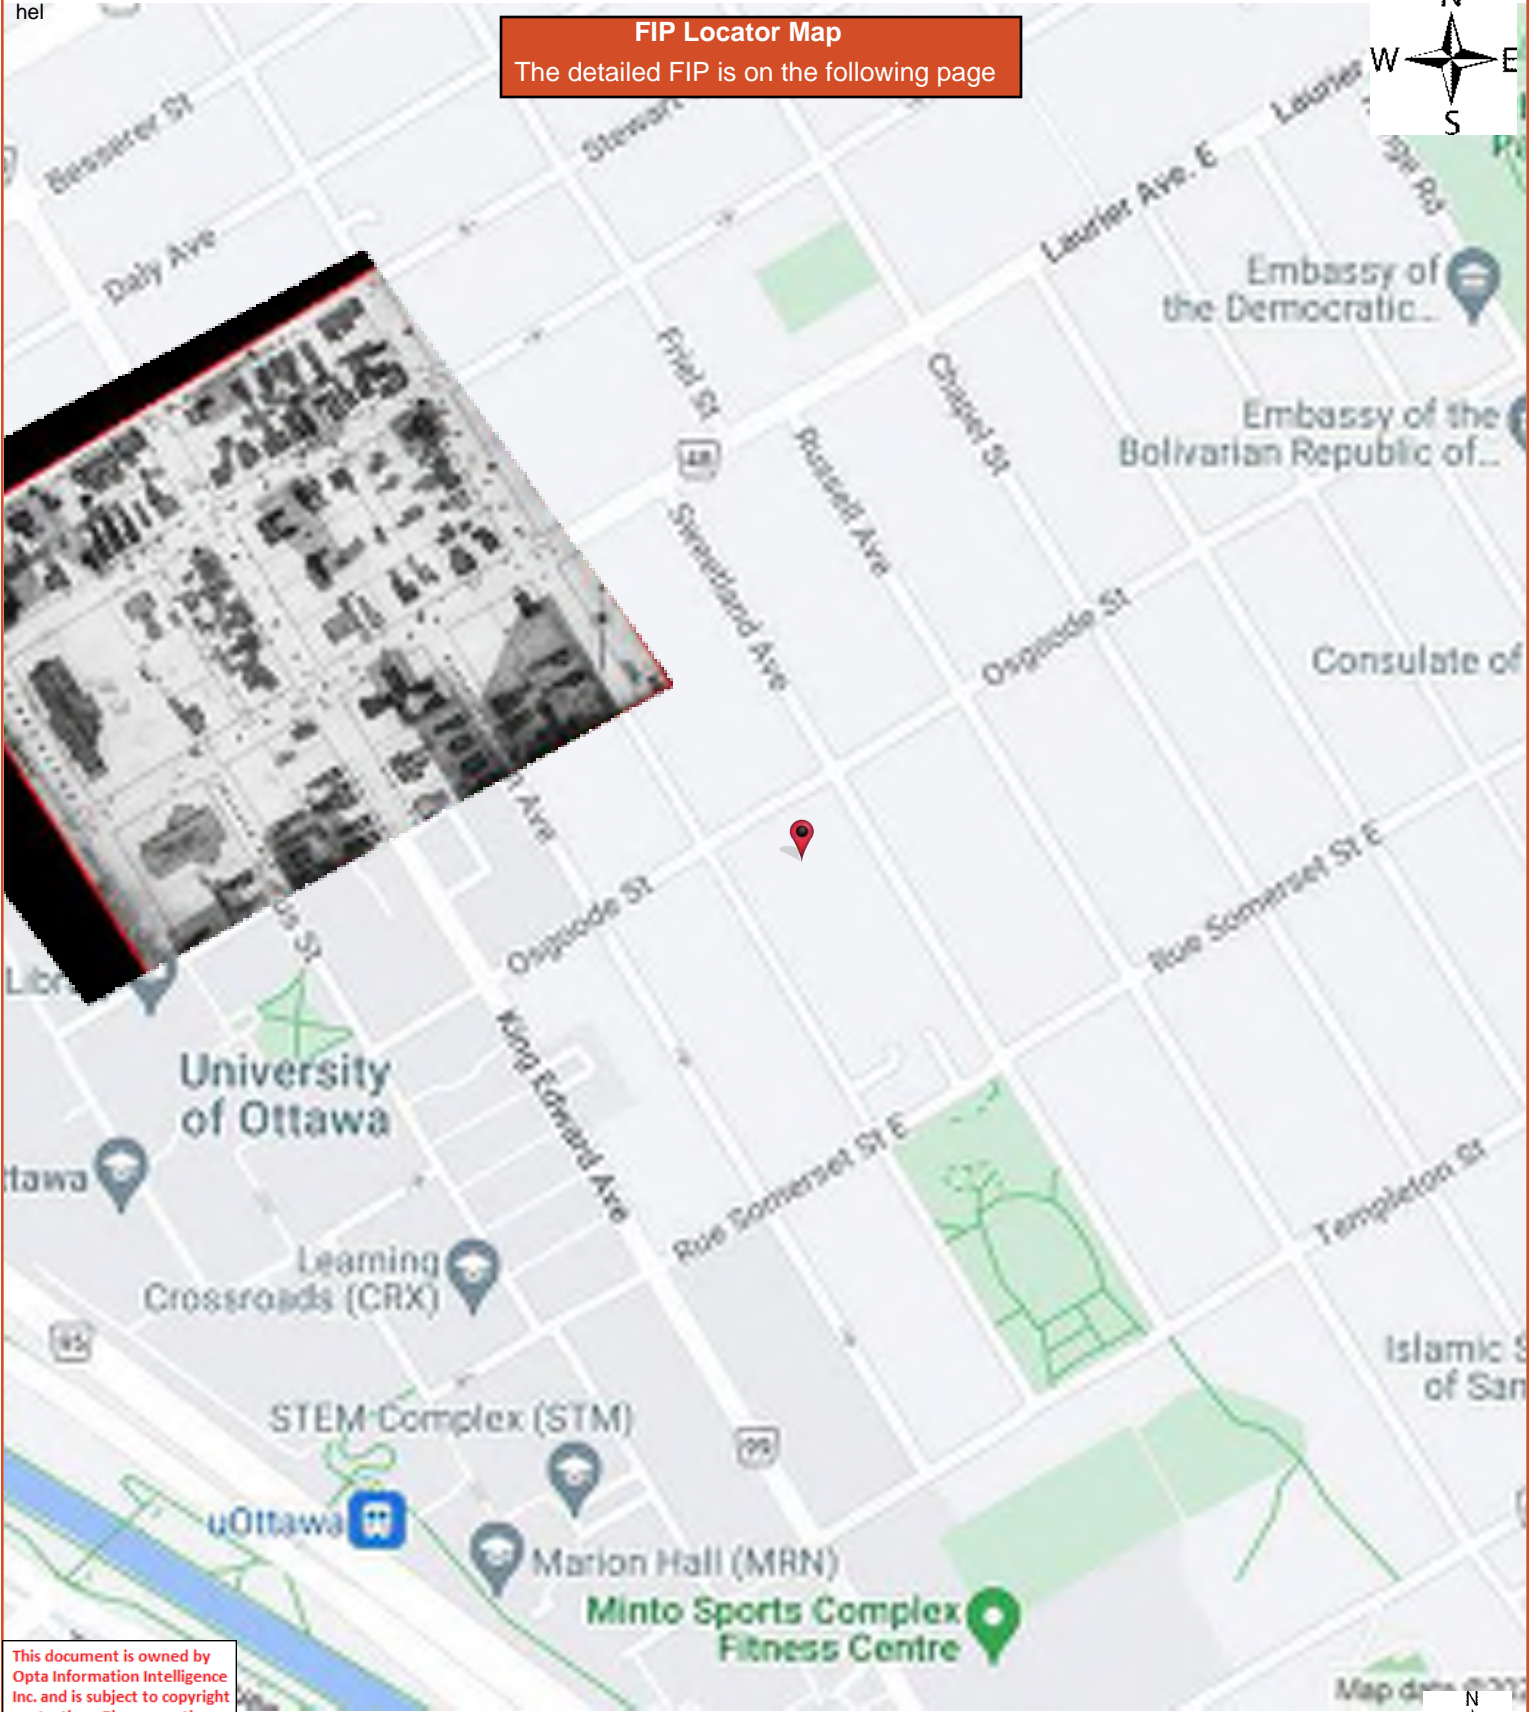 hel
FIP Locator Map
The detailed FIP is on the following page
N
W
E
S
Besserer St
Stewart
Laurier
Laurier Ave. E
Daly Ave
Embassy of
the Democratic...
Friel St
Chapel St
Embassy of the
Bolivarian Republic of...
48
Russell Ave
Sweetland Ave
Osgoode St
Consulate of
Ave
Rue Somerset St E
Osgoode St
University
of Ottawa
King Edward Ave
Rue Somerset St E
Templeton St
Learning
Crossroads (CRX)
Islamic
of San
STEM Complex (STM)
99
uOttawa
Marion Hall (MRN)
Minto Sports Complex
Fitness Centre
This document is owned by
Opta Information Intelligence
Inc. and is subject to copyright
N